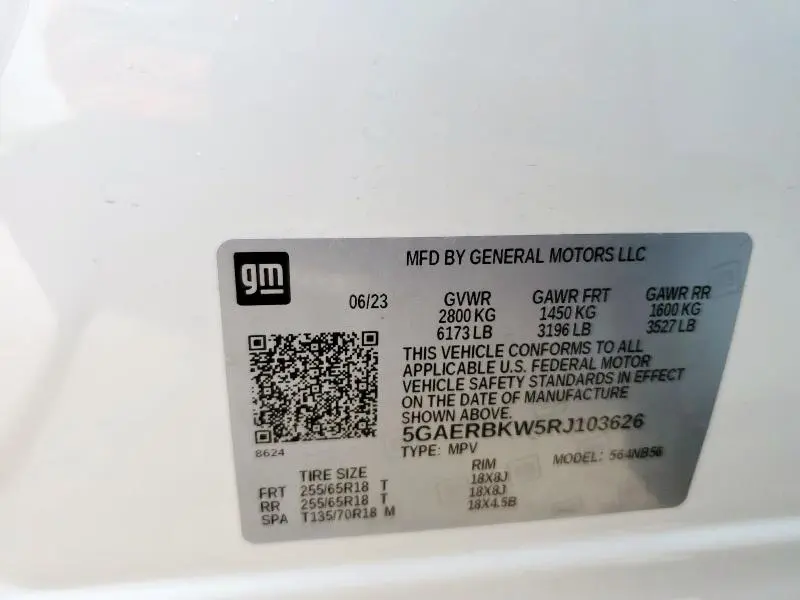 gm
MFD BY GENERAL MOTORS LLC
06/23
GVWR GAWR FRT GAWR RR
2800 KG 1450 KG 1600 KG
6173 LB 3196 LB 3527 LB
THIS VEHICLE CONFORMS TO ALL
APPLICABLE U.S. FEDERAL MOTOR
VEHICLE SAFETY STANDARDS IN EFFECT
ON THE DATE OF MANUFACTURE
SHOWN ABOVE.
5GAERBKW5RJ103626
8624
TYPE: MPV MODEL: 564NB56
TIRE SIZE RIM
FRT 255/65R18 T 18X8J
RR 255/65R18 T 18X8J
SPA T135/70R18 M 18X4.5B